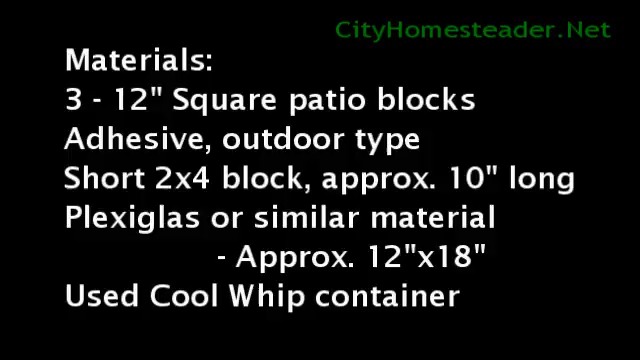 CityHomesteader.Net
Materials:
3 - 12" Square patio blocks
Adhesive, outdoor type
Short 2x4 block, approx. 10" long
Plexiglas or similar material
- Approx. 12"x18"
Used Cool Whip container